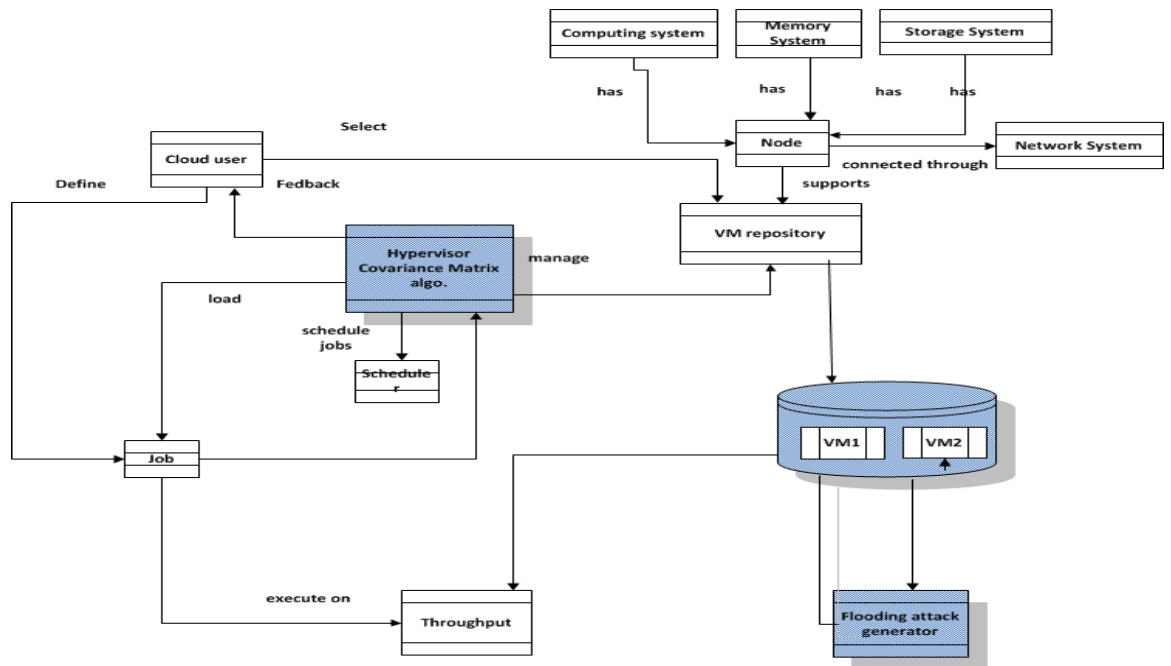 Computing system
Memory
System
Storage System
has
has
has
has
Select
Node
Network System
Cloud user
connected through
Define
Fedback
supports
VM repository
Hypervisor
Covariance Matrix
algo.
manage
load
schedule
jobs
Schedule
r
VM1
VM2
Job
execute on
Throughput
Flooding attack
generator